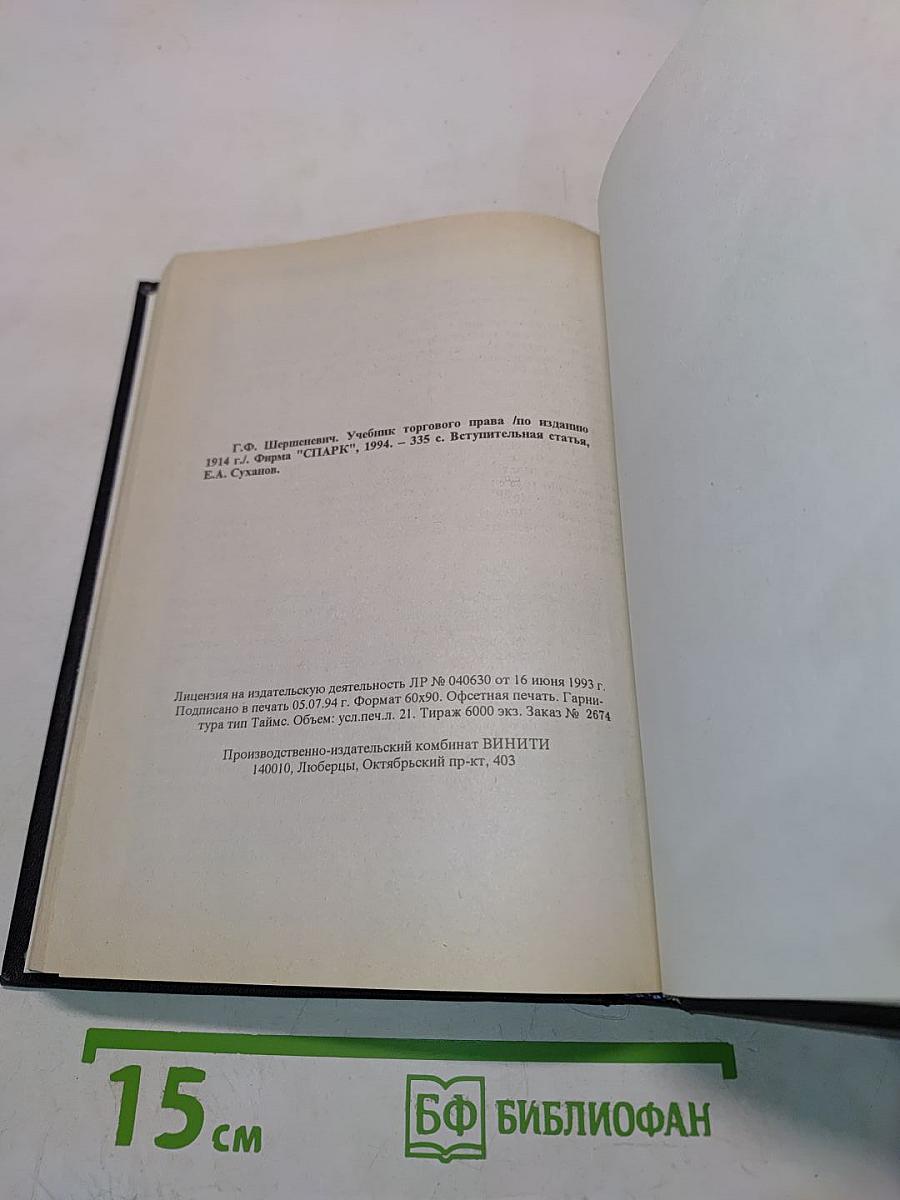 Г.Ф. Шершеневич. Учебник торгового права /по изданию
1914 г./. Фирма "СПАРК", 1994. – 335 с. Вступительная статья,
Е.А. Суханов.
Лицензия на издательскую деятельность ЛР № 040630 от 16 июня 1993 г.
Подписано в печать 05.07.94 г. Формат 60х90. Офсетная печать. Гарни-
тура тип Таймс. Объем: усл.печ.л. 21. Тираж 6000 экз. Заказ № 2674
Производственно-издательский комбинат ВИНИТИ
140010, Люберцы, Октябрьский пр-кт, 403
15 см
БФ БИБЛИОФАН